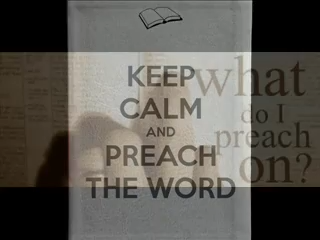 KEEP
CALM
AND
PREACH
THE WORD
what
do I
preach
on?